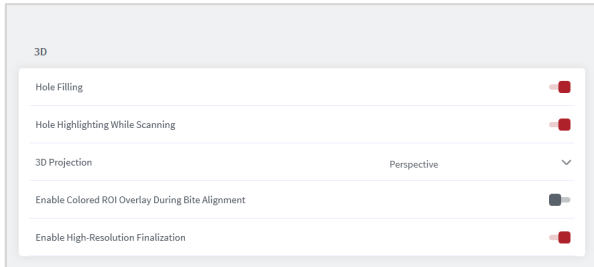 3D
Hole Filling
Hole Highlighting While Scanning
3D Projection Perspective
Enable Colored ROI Overlay During Bite Alignment
Enable High-Resolution Finalization